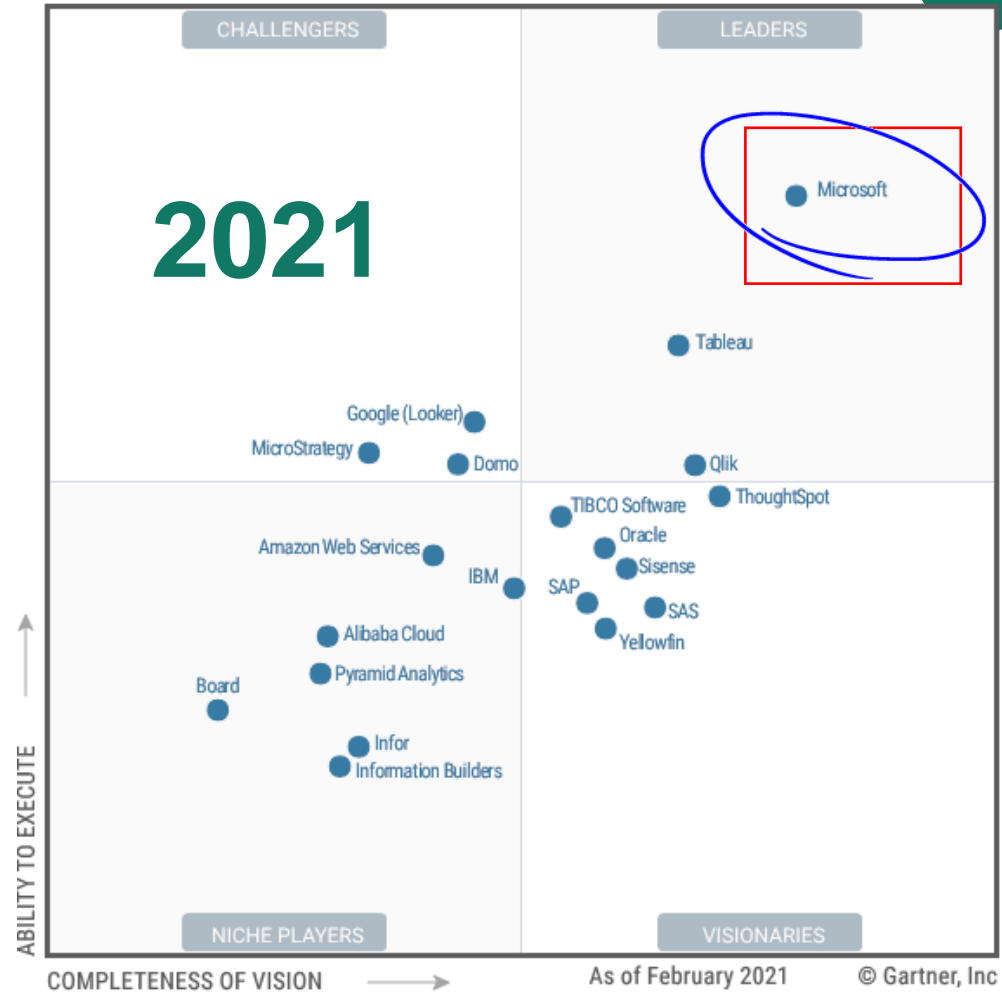 CHALLENGERS
LEADERS
2021
Microsoft
Tableau
Google (Looker)
MicroStrategy
Domo
Qlik
ThoughtSpot
TIBCO Software
Oracle
Amazon Web Services
Sisense
IBM
SAP
SAS
Yellowfin
Alibaba Cloud
Pyramid Analytics
Board
Infor
Information Builders
ABILITY TO EXECUTE
NICHE PLAYERS
VISIONARIES
COMPLETENESS OF VISION
As of February 2021
© Gartner, Inc